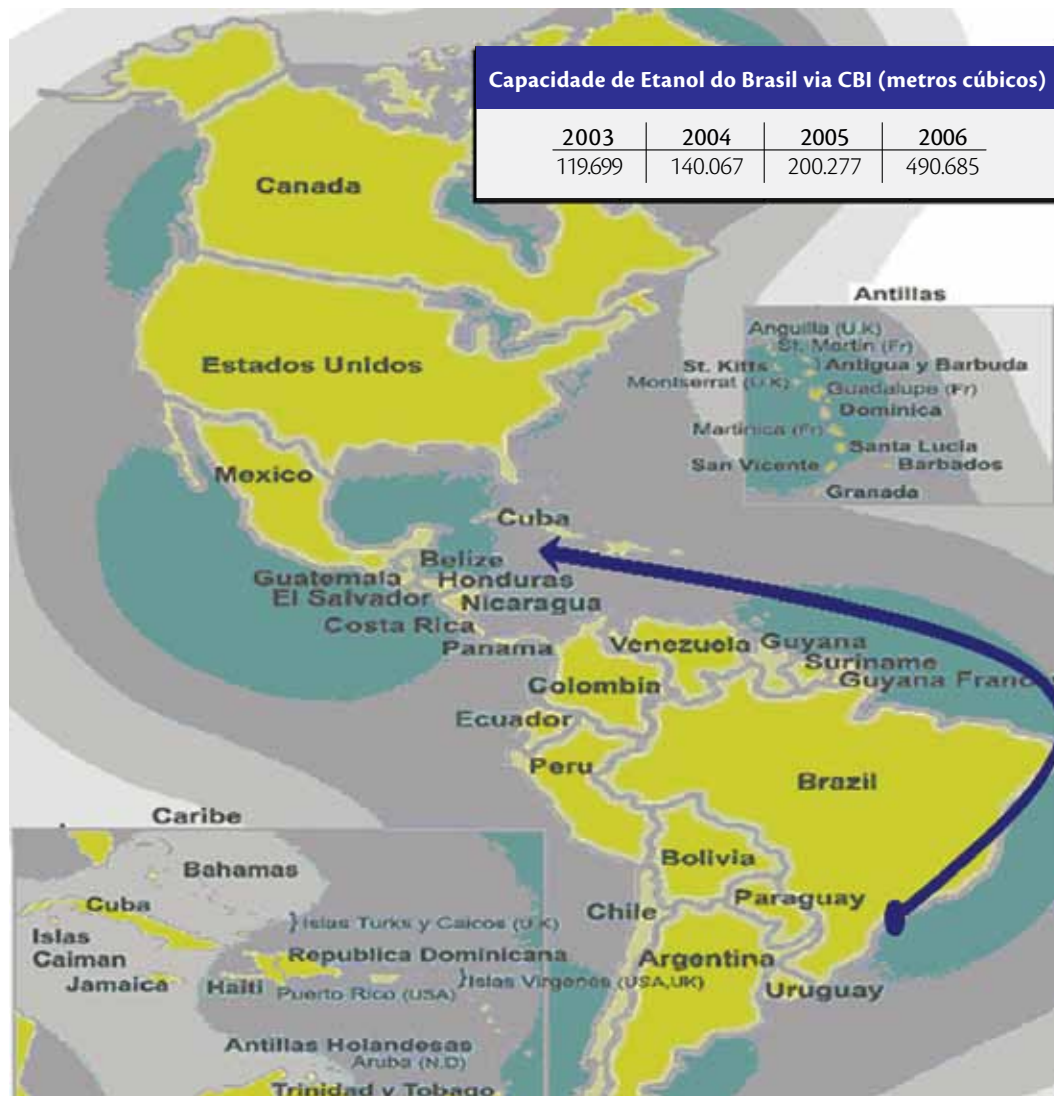 Capacidade de Etanol do Brasil via CBI (metros cúbicos)
2003 2004 2005 2006
119.699 140.067 200.277 490.685
Canada
Estados Unidos
Mexico
Cuba
Belize
Guatemala Honduras
El Salvador Nicaragua
Costa Rica
Panama
Venezuela Guyana
Suriname
Guyana Franc
Colombia
Ecuador
Peru
Brazil
Bolivia
Paraguay
Chile
Argentina
Uruguay
Antillas
Anguilla (U.K)
St. Martin (Fr)
St. Kitts Antigua y Barbuda
Montserrat (U.K) Guadalupe (Fr)
Dominica
Martinica (Fr)
Santa Lucia
San Vicente Barbados
Granada
Caribe
Bahamas
Cuba
Islas Turks y Caicos (U.K)
Islas
Caiman
Republica Dominicana
Jamaica Haiti Puerto Rico (USA) Islas Virgenes (USA,UK)
Antillas Holandesas
Aruba (N.D)
Trinidad y Tobago